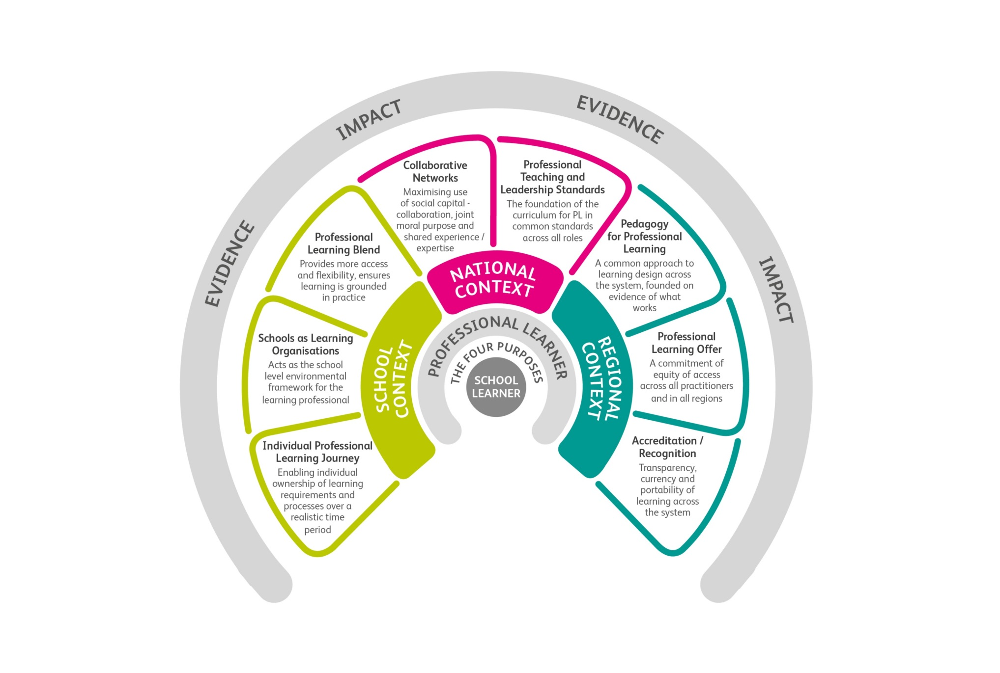 IMPACT
EVIDENCE
EVIDENCE
IMPACT
Collaborative
Networks
Maximising use
of social capital -
collaboration, joint
moral purpose and
shared experience /
expertise
Professional
Teaching and
Leadership Standards
The foundation of the
curriculum for PL in
common standards
across all roles
Professional
Learning Blend
Provides more access
and flexibility, ensures
learning is grounded
in practice
Pedagogy
for Professional
Learning
A common approach to
learning design across
the system, founded on
evidence of what
works
Schools as Learning
Organisations
Acts as the school
level environmental
framework for the
learning professional
Professional
Learning Offer
A commitment of
equity of access
across all practitioners
and in all regions
Individual Professional
Learning Journey
Enabling individual
ownership of learning
requirements and
processes over a
realistic time
period
Accreditation /
Recognition
Transparency,
currency and
portability of
learning across
the system
NATIONAL
CONTEXT
SCHOOL
CONTEXT
REGIONAL
CONTEXT
PROFESSIONAL LEARNER
THE FOUR PURPOSES
SCHOOL
LEARNER